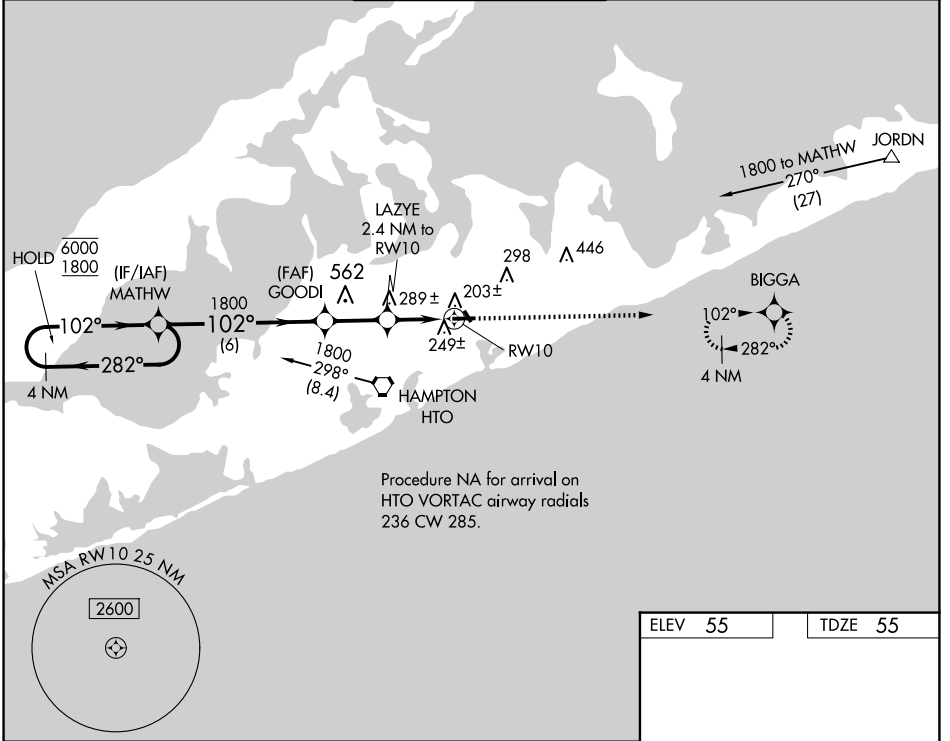 JORDN
1800 to MATHW
270°
(27)
LAZYE
2.4 NM to
RW10
446
298
HOLD
6000
1800
(IF/IAF)
MATHW
(FAF)
GOODI
562
289±
203±
BIGGA
102°
1800
102°
(6)
249±
RW10
102°
282°
282°
4 NM
1800
298°
(8.4)
HAMPTON
HTO
4 NM
Procedure NA for arrival on
HTO VORTAC airway radials
236 CW 285.
MSA RW10 25 NM
2600
ELEV 55
TDZE 55